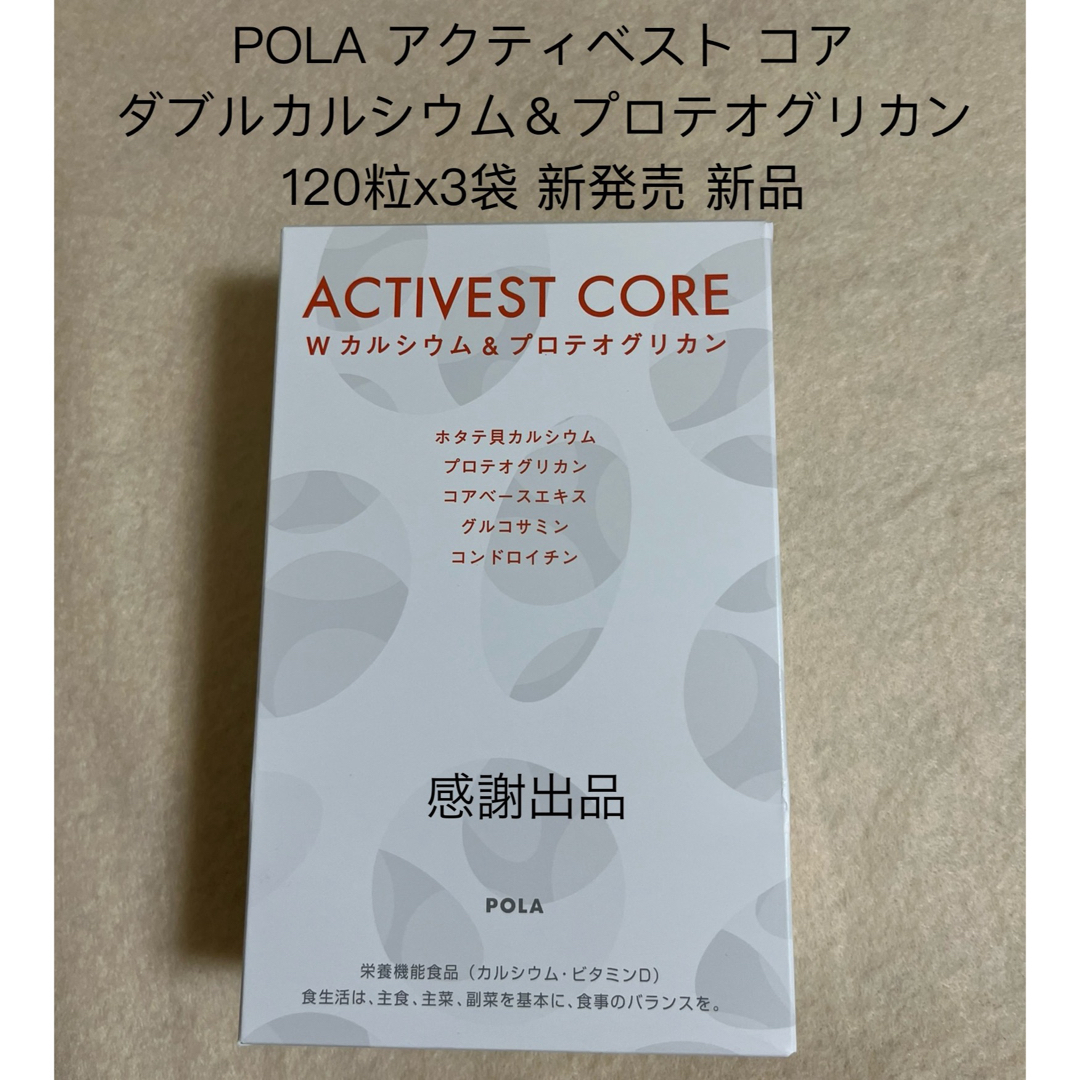 POLA アクティベスト コア
ダブルカルシウム＆プロテオグリカン
120粒x3袋 新発売 新品
ACTIVEST CORE
W カルシウム & プロテオグリカン
ホタテ貝カルシウム
プロテオグリカン
コアベースエキス
グルコサミン
コンドロイチン
感謝出品
POLA
栄養機能食品（カルシウム・ビタミンD）
食生活は、主食、主菜、副菜を基本に、食事のバランスを。